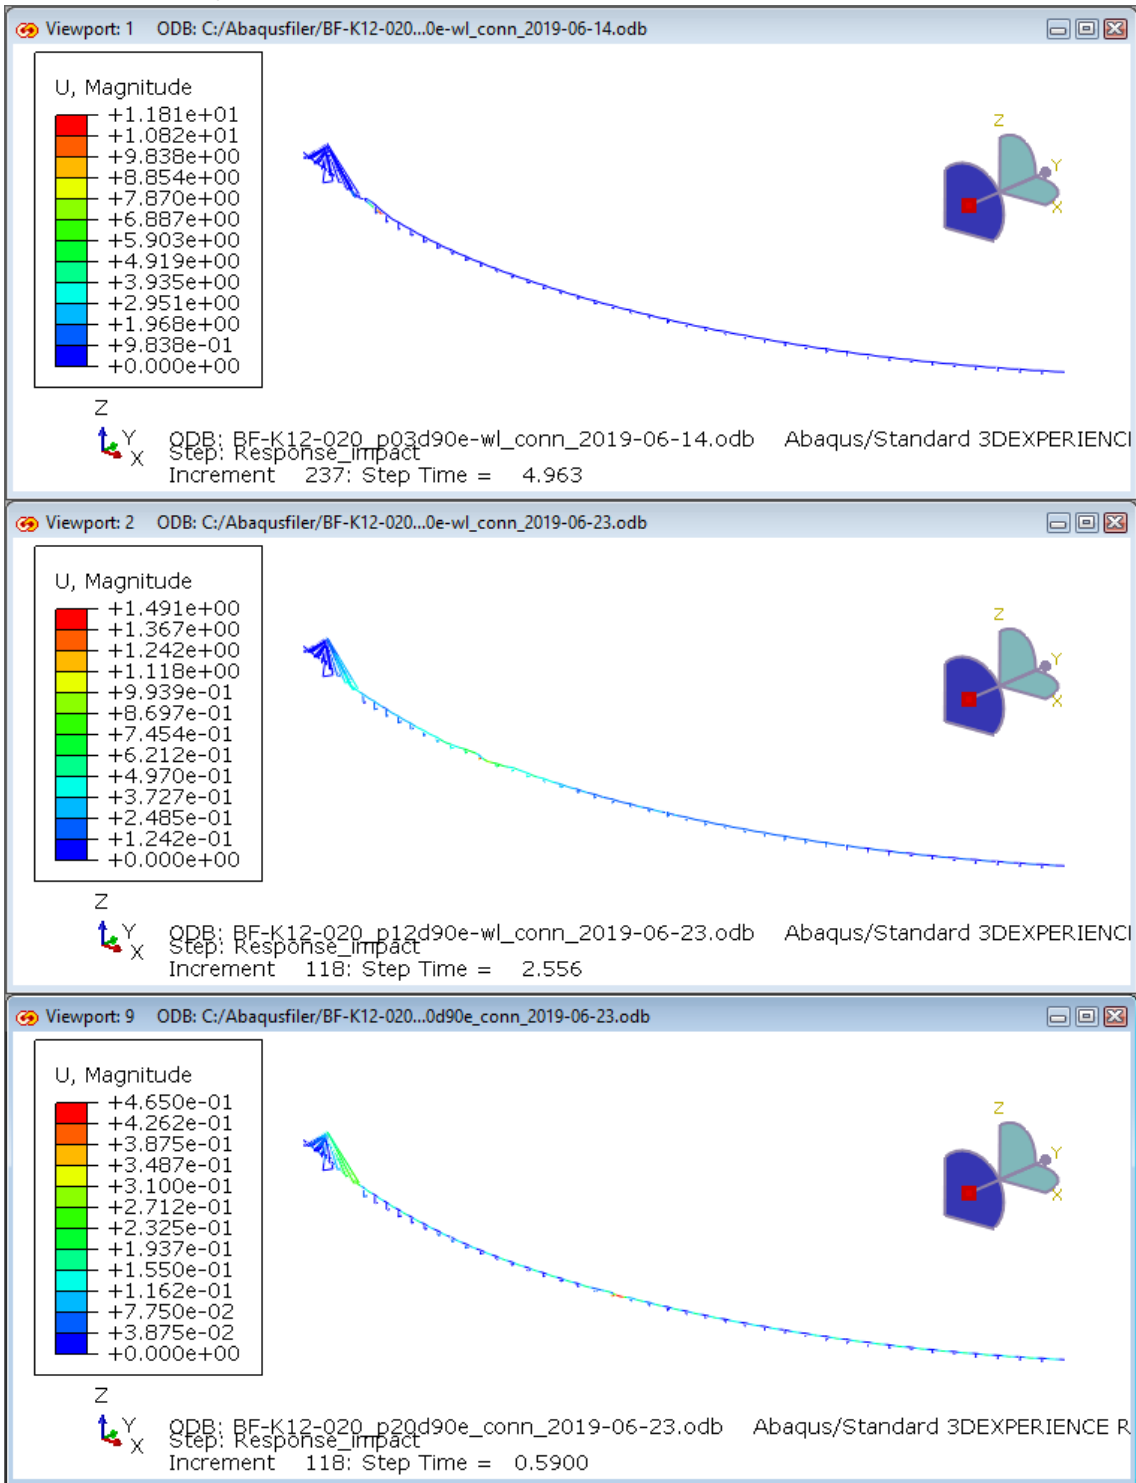 Viewport: 1 ODB: C:/Abaqusfiler/BF-K12-020...0e-wl_conn_2019-06-14.odb
U, Magnitude
+1.181e+01
+1.082e+01
+9.838e+00
+8.854e+00
+7.870e+00
+6.887e+00
+5.903e+00
+4.919e+00
+3.935e+00
+2.951e+00
+1.968e+00
+9.838e-01
+0.000e+00
Z
Y
X
Z
Y
X
ODB: BF-K12-020_p03d90e-wl_conn_2019-06-14.odb Abaqus/Standard 3DEXPERIENCI
Step: Response_impact
Increment 237: Step Time = 4.963
Viewport: 2 ODB: C:/Abaqusfiler/BF-K12-020...0e-wl_conn_2019-06-23.odb
U, Magnitude
+1.491e+00
+1.367e+00
+1.242e+00
+1.118e+00
+9.939e-01
+8.697e-01
+7.454e-01
+6.212e-01
+4.970e-01
+3.727e-01
+2.485e-01
+1.242e-01
+0.000e+00
Z
Y
X
Z
Y
X
ODB: BF-K12-020_p12d90e-wl_conn_2019-06-23.odb Abaqus/Standard 3DEXPERIENCI
Step: Response_impact
Increment 118: Step Time = 2.556
Viewport: 9 ODB: C:/Abaqusfiler/BF-K12-020...0d90e_conn_2019-06-23.odb
U, Magnitude
+4.650e-01
+4.262e-01
+3.875e-01
+3.487e-01
+3.100e-01
+2.712e-01
+2.325e-01
+1.937e-01
+1.550e-01
+1.162e-01
+7.750e-02
+3.875e-02
+0.000e+00
Z
Y
X
Z
Y
X
ODB: BF-K12-020_p20d90e_conn_2019-06-23.odb Abaqus/Standard 3DEXPERIENCE R
Step: Response_impact
Increment 118: Step Time = 0.5900